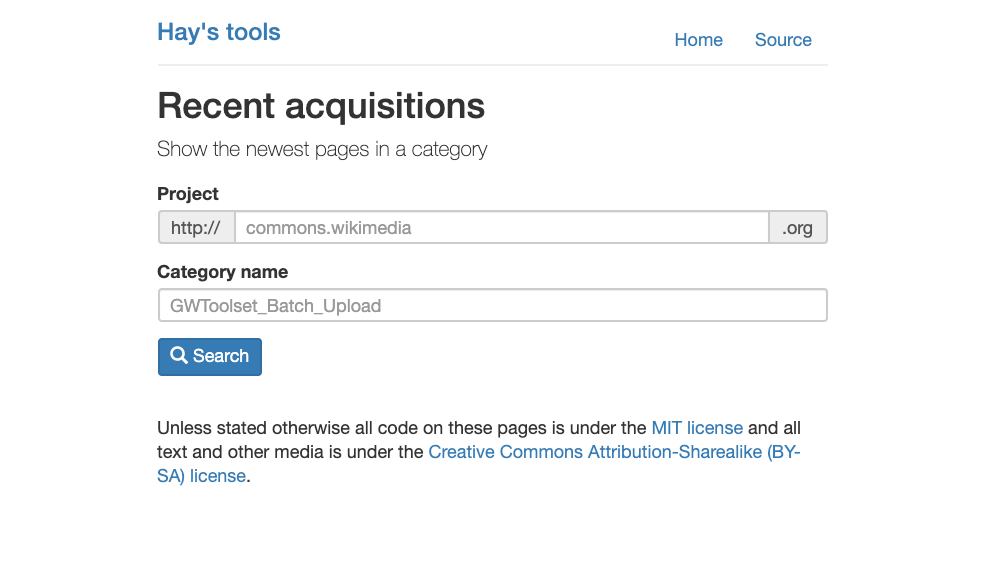 Hay's tools
Home Source
Recent acquisitions
Show the newest pages in a category
Project
http:// commons.wikimedia .org
Category name
GWToolset_Batch_Upload
Search
Unless stated otherwise all code on these pages is under the MIT license and all
text and other media is under the Creative Commons Attribution-Sharealike (BY-
SA) license.